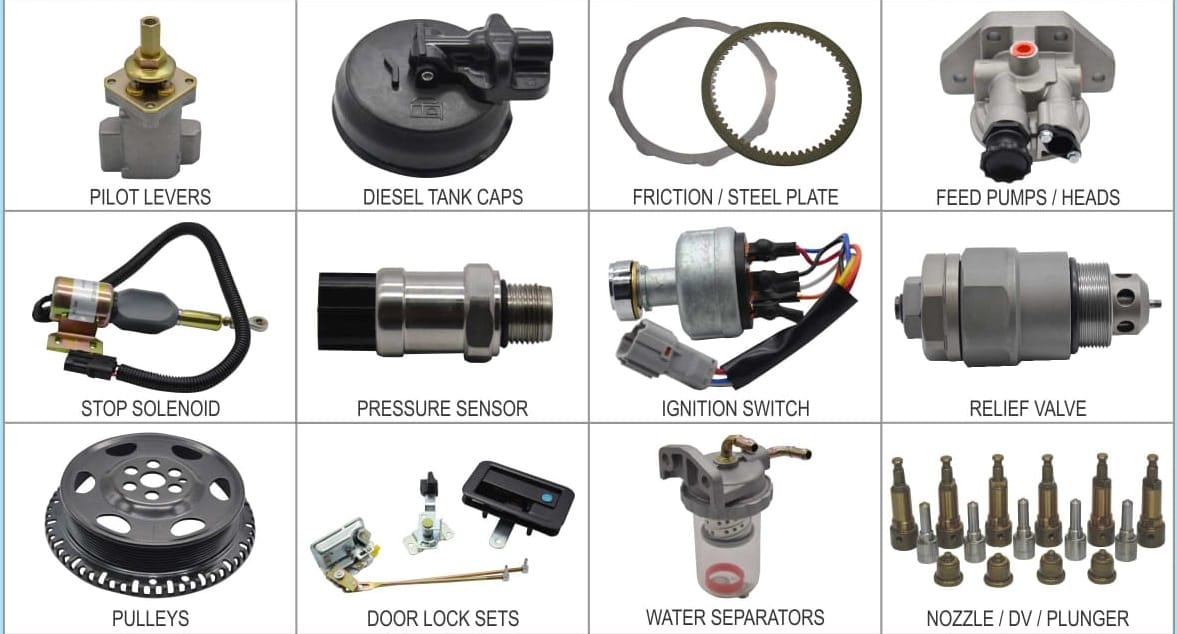 PILOT LEVERS
DIESEL TANK CAPS
FRICTION / STEEL PLATE
FEED PUMPS / HEADS
STOP SOLENOID
PRESSURE SENSOR
IGNITION SWITCH
RELIEF VALVE
PULLEYS
DOOR LOCK SETS
WATER SEPARATORS
NOZZLE / DV / PLUNGER